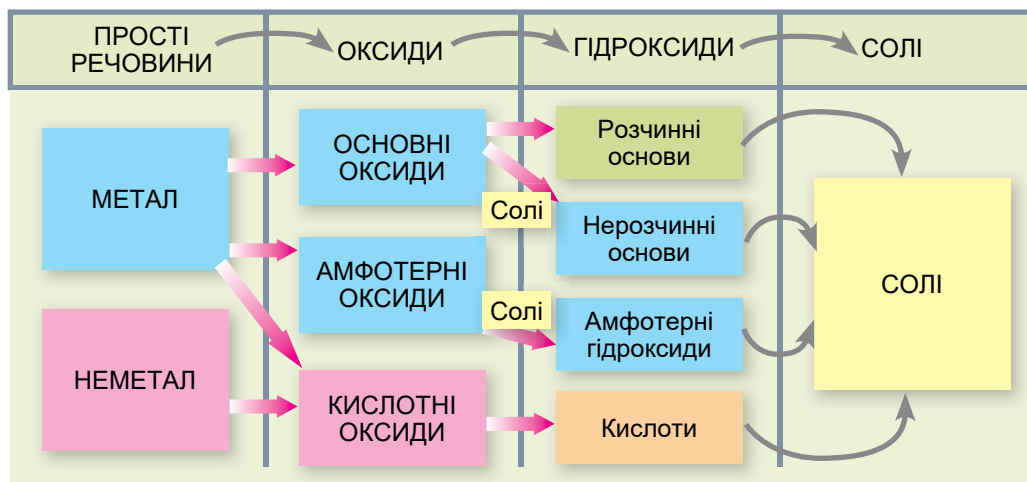 ПРОСТІ
РЕЧОВИНИ
ОКСИДИ
ГІДРОКСИДИ
СОЛІ
МЕТАЛ
НЕМЕТАЛ
ОСНОВНІ
ОКСИДИ
АМФОТЕРНІ
ОКСИДИ
КИСЛОТНІ
ОКСИДИ
Солі
Солі
Розчинні
основи
Нерозчинні
основи
Амфотерні
гідроксиди
Кислоти
СОЛІ